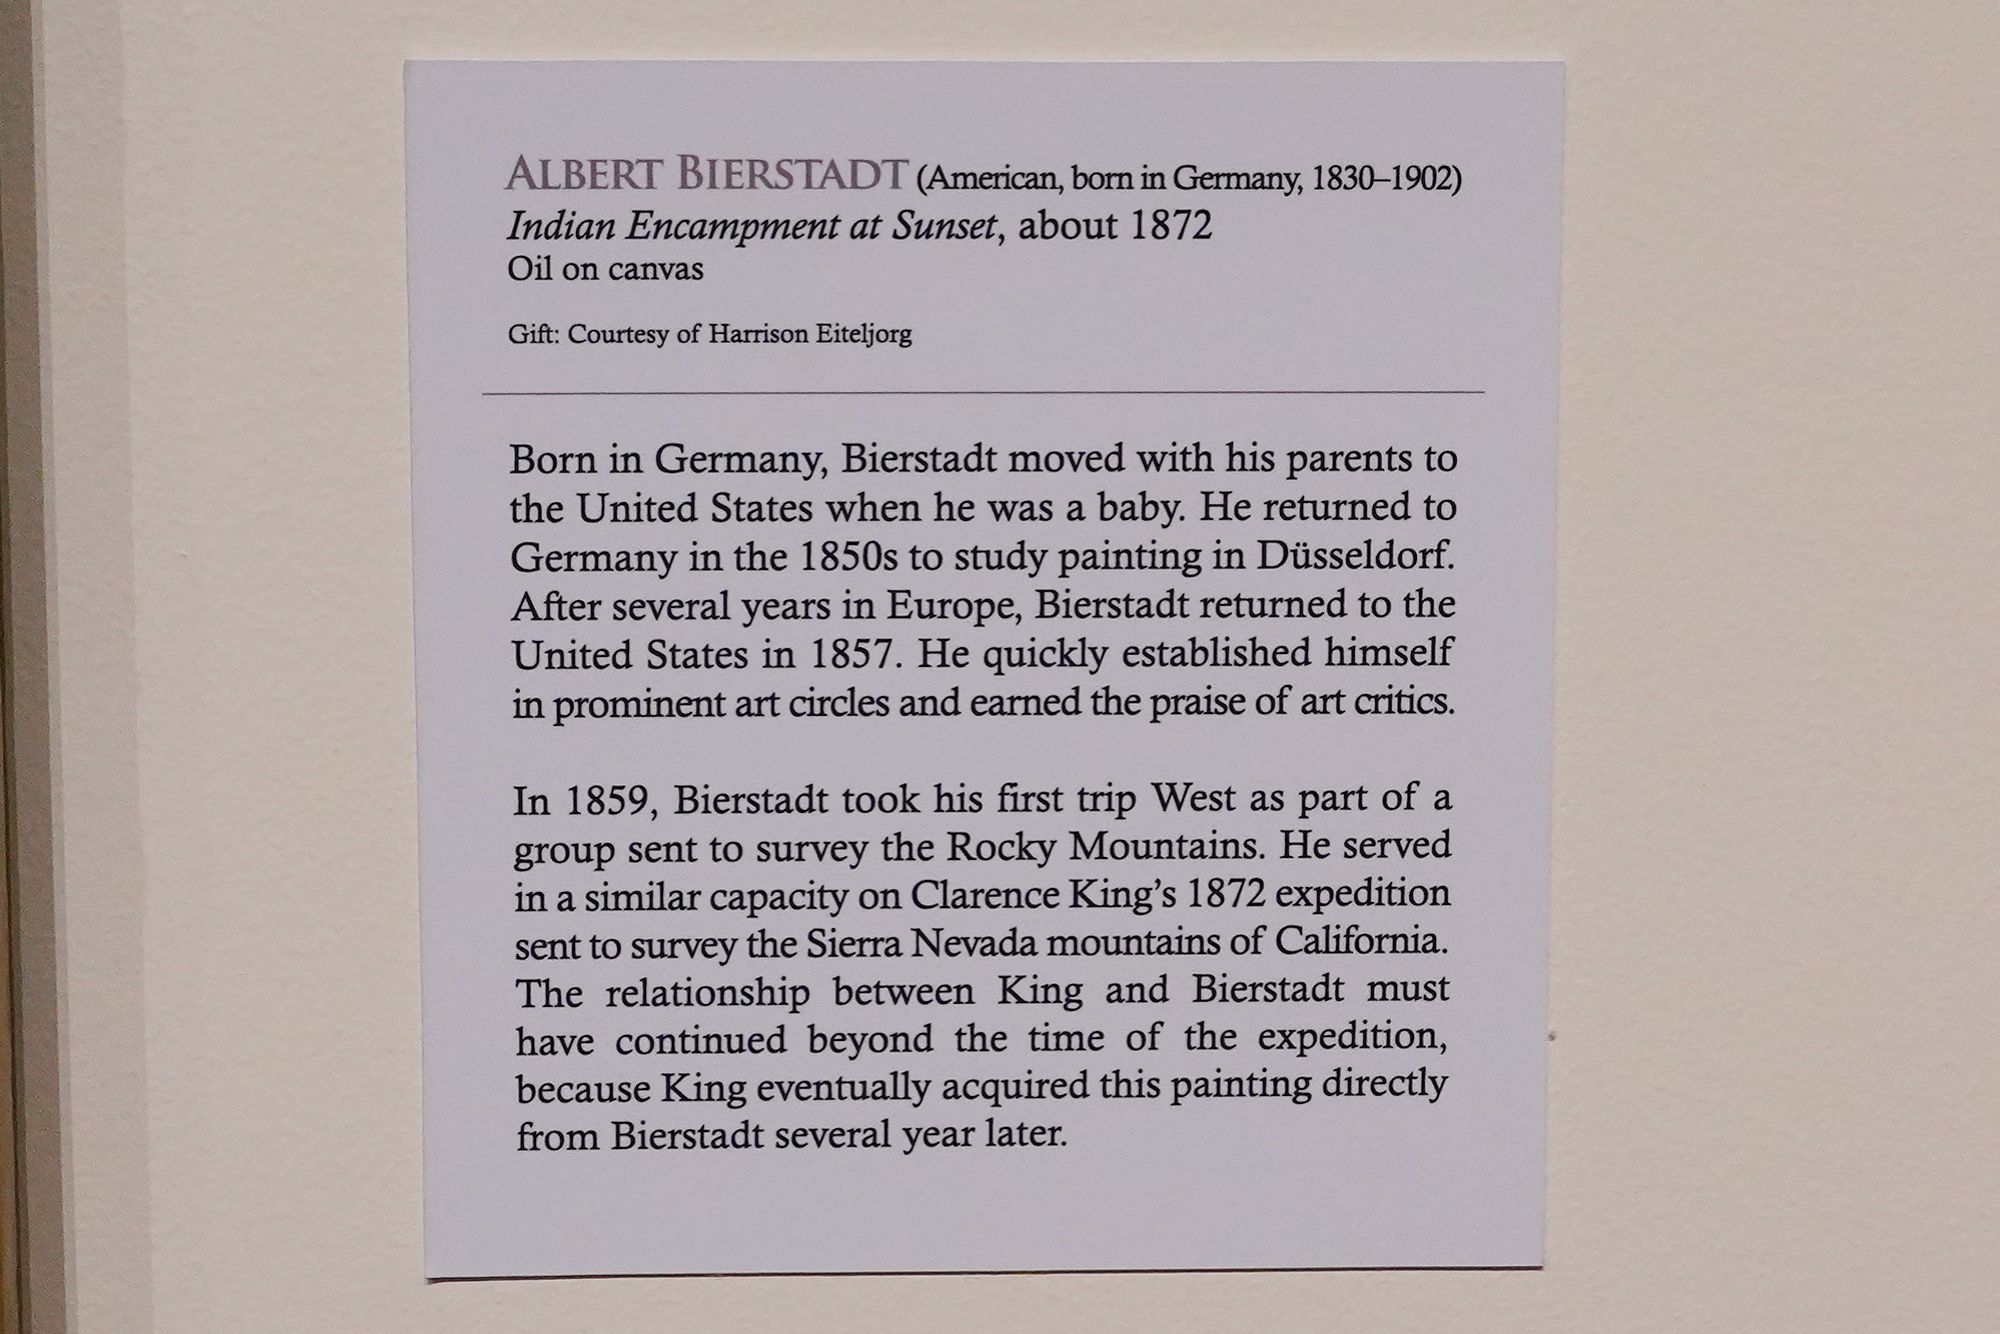 ALBERT BIERSTADT (American, born in Germany, 1830–1902)
Indian Encampment at Sunset, about 1872
Oil on canvas
Gift: Courtesy of Harrison Eiteljorg
Born in Germany, Bierstadt moved with his parents to
the United States when he was a baby. He returned to
Germany in the 1850s to study painting in Düsseldorf.
After several years in Europe, Bierstadt returned to the
United States in 1857. He quickly established himself
in prominent art circles and earned the praise of art critics.
In 1859, Bierstadt took his first trip West as part of a
group sent to survey the Rocky Mountains. He served
in a similar capacity on Clarence King’s 1872 expedition
sent to survey the Sierra Nevada mountains of California.
The relationship between King and Bierstadt must
have continued beyond the time of the expedition,
because King eventually acquired this painting directly
from Bierstadt several year later.